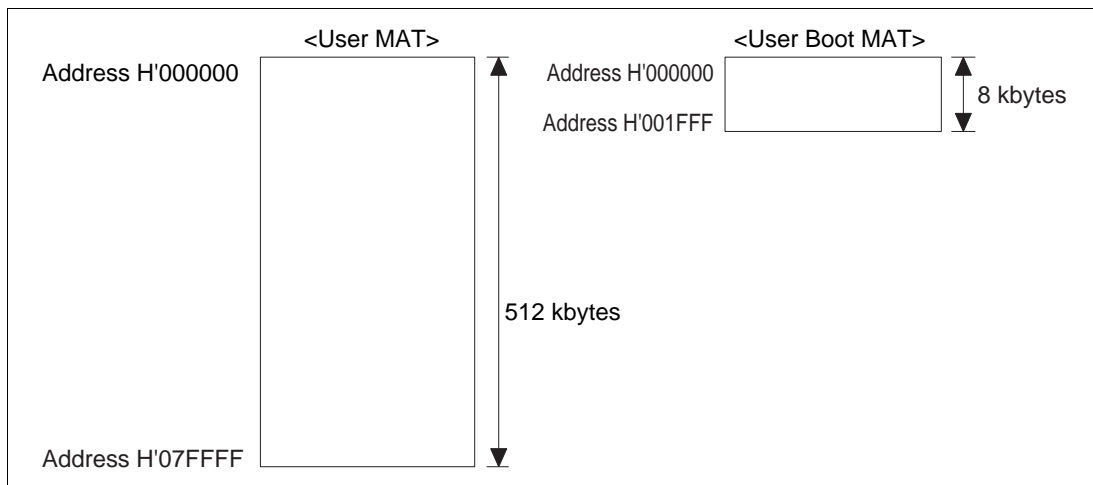 <User MAT>
Address H'000000
512 kbytes
Address H'07FFFF
<User Boot MAT>
Address H'000000
8 kbytes
Address H'001FFF